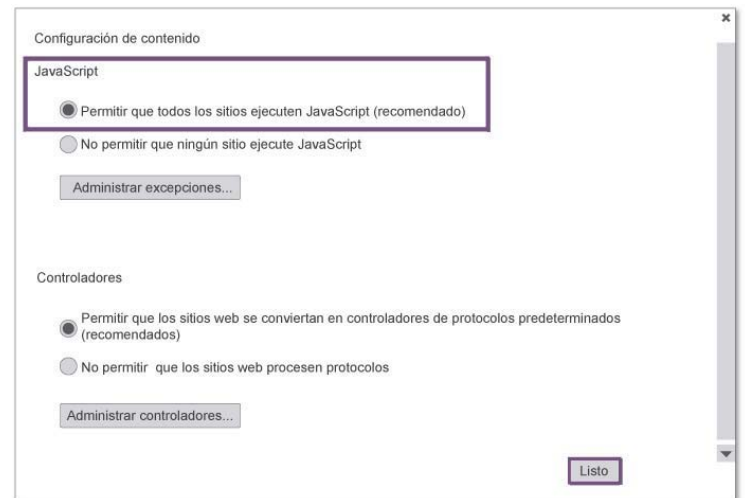 Configuración de contenido
JavaScript
Permitir que todos los sitios ejecuten JavaScript (recomendado)
No permitir que ningún sitio ejecute JavaScript
Administrar excepciones...
Controladores
Permitir que los sitios web se conviertan en controladores de protocolos predeterminados
(recomendados)
No permitir que los sitios web procesen protocolos
Administrar controladores...
Listo